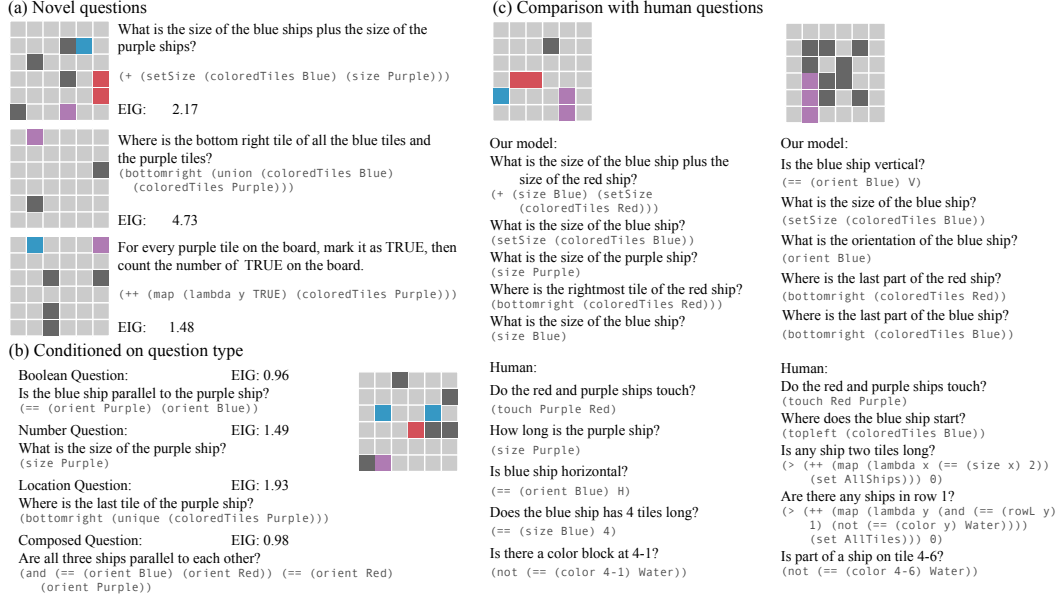 (a) Novel questions
What is the size of the blue ships plus the size of the
purple ships?
(+ (setSize (coloredTiles Blue) (size Purple)))
EIG: 2.17
Where is the bottom right tile of all the blue tiles and
the purple tiles?
(bottomright (union (coloredTiles Blue)
(coloredTiles Purple)))
EIG: 4.73
For every purple tile on the board, mark it as TRUE, then
count the number of TRUE on the board.
(++ (map (lambda y TRUE) (coloredTiles Purple)))
EIG: 1.48
(b) Conditioned on question type
Boolean Question: EIG: 0.96
Is the blue ship parallel to the purple ship?
(== (orient Purple) (orient Blue))
Number Question: EIG: 1.49
What is the size of the purple ship?
(size Purple)
Location Question: EIG: 1.93
Where is the last tile of the purple ship?
(bottomright (unique (coloredTiles Purple)))
Composed Question: EIG: 0.98
Are all three ships parallel to each other?
(and (== (orient Blue) (orient Red)) (== (orient Red)
(orient Purple))
(c) Comparison with human questions
Our model:
What is the size of the blue ship plus the
size of the red ship?
(+ (size Blue) (setSize
(coloredTiles Red)))
What is the size of the blue ship?
(setSize (coloredTiles Blue))
What is the size of the purple ship?
(size Purple)
Where is the rightmost tile of the red ship?
(bottomright (coloredTiles Red)))
What is the size of the blue ship?
(size Blue)
Human:
Do the red and purple ships touch?
(touch Purple Red)
How long is the purple ship?
(size Purple)
Is blue ship horizontal?
(== (orient Blue) H)
Does the blue ship has 4 tiles long?
(== (size Blue) 4)
Is there a color block at 4-1?
(not (== (color 4-1) Water))
Our model:
Is the blue ship vertical?
(== (orient Blue) V)
What is the size of the blue ship?
(setSize (coloredTiles Blue))
What is the orientation of the blue ship?
(orient Blue)
Where is the last part of the red ship?
(bottomright (coloredTiles Red))
Where is the last part of the blue ship?
(bottomright (coloredTiles Blue))
Human:
Do the red and purple ships touch?
(touch Red Purple)
Where does the blue ship start?
(topleft (coloredTiles Blue))
Is any ship two tiles long?
(> (++ (map (lambda x (== (size x) 2))
(set AllShips))) 0)
Are there any ships in row 1?
(> (++ (map (lambda y (and (== (rowL y)
1) (not (== (color y) Water))))
(set AllTiles))) 0)
Is part of a ship on tile 4-6?
(not (== (color 4-6) Water))